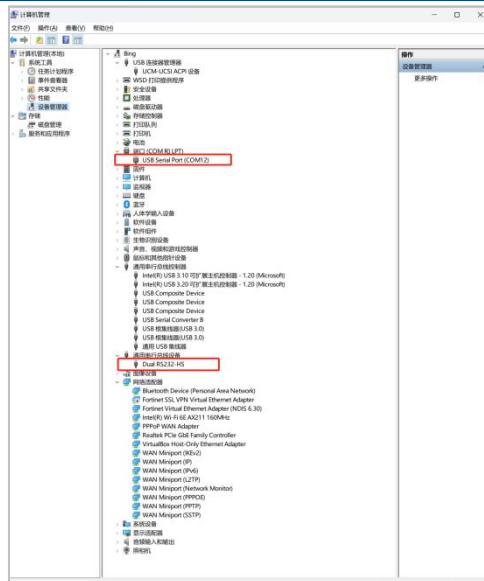 计算机管理
文件(F) 操作(A) 查看(V) 帮助(H)
计算机管理(本地)
系统工具
任务计划程序
事件查看器
共享文件夹
性能
设备管理器
存储
磁盘管理
服务和应用程序
Bing
USB 连接器管理器
UCM-UCSI ACPI 设备
WSD 打印提供程序
安全设备
处理器
磁盘驱动器
存储控制器
打印队列
打印机
电池
端口 (COM 和 LPT)
USB Serial Port (COM12)
固件
计算机
监视器
键盘
蓝牙
人体学输入设备
软件设备
软件组件
生物识别设备
声音、视频和游戏控制器
鼠标和其他指针设备
通用串行总线控制器
Intel(R) USB 3.10 可扩展主机控制器 - 1.20 (Microsoft)
Intel(R) USB 3.20 可扩展主机控制器 - 1.20 (Microsoft)
USB Composite Device
USB Composite Device
USB Composite Device
USB Serial Converter B
USB 根集线器(USB 3.0)
USB 根集线器(USB 3.0)
通用 USB 集线器
通用串行总线设备
Dual RS232-HS
图像设备
网络适配器
Bluetooth Device (Personal Area Network)
Fortinet SSL VPN Virtual Ethernet Adapter
Fortinet Virtual Ethernet Adapter (NDIS 6.30)
Intel(R) Wi-Fi 6E AX211 160MHz
PPPoP WAN Adapter
Realtek PCIe GbE Family Controller
VirtualBox Host-Only Ethernet Adapter
WAN Miniport (IKEv2)
WAN Miniport (IP)
WAN Miniport (IPv6)
WAN Miniport (L2TP)
WAN Miniport (Network Monitor)
WAN Miniport (PPPOE)
WAN Miniport (PPTP)
WAN Miniport (SSTP)
系统设备
显示适配器
音频输入和输出
照相机
操作
设备管理器
更多操作